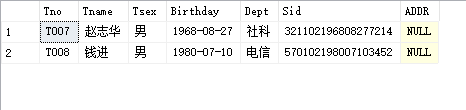 Tno Tname Tsex Birthday Dept Sid ADDR
1 T007 赵志华 男 1968-08-27 社科 321102196808277214 NULL
2 T008 钱进 男 1980-07-10 电信 570102198007103452 NULL